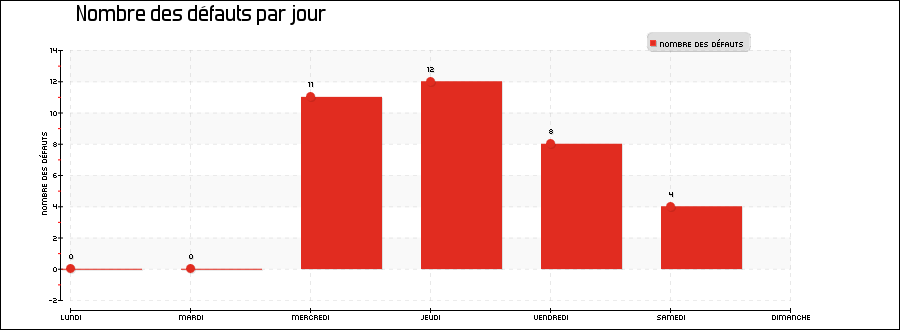 Nombre des défauts par jour
NOMBRE DES DÉFAUTS
14
12
10
8
6
4
2
0
-2
NOMBRE DES DÉFAUTS
0
0
11
12
8
4
LUNDI
MARDI
MERCREDI
JEUDI
VENDREDI
SAMEDI
DIMANCHE